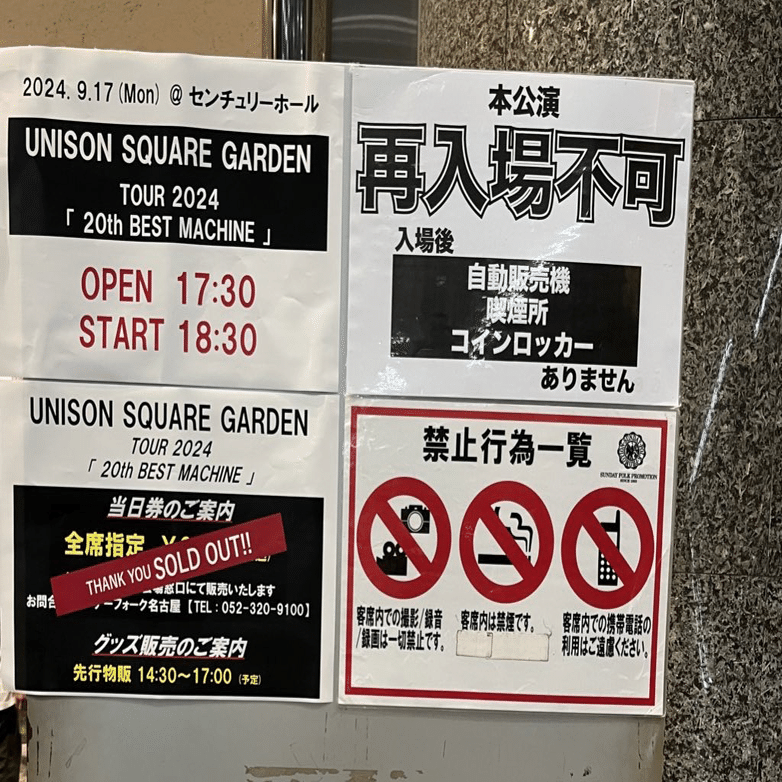 2024. 9.17 (Mon) @ センチュリーホール
UNISON SQUARE GARDEN
TOUR 2024
「 20th BEST MACHINE 」
OPEN 17:30
START 18:30
本公演
再入場不可
入場後
自動販売機
喫煙所
コインロッカー
ありません
UNISON SQUARE GARDEN
TOUR 2024
「 20th BEST MACHINE 」
当日券のご案内
全席指定
THANK YOU SOLD OUT!!
窓口にて販売いたします
お問合
ーフォーク名古屋【TEL : 052-320-9100】
グッズ販売のご案内
先行物販 14:30～17:00 (予定)
禁止行為一覧
SUNDAY FOLK PROMOTION
客席内での撮影/録音
/録画は一切禁止です。
客席内は禁煙です。
客席内での携帯電話の
利用はご遠慮ください。